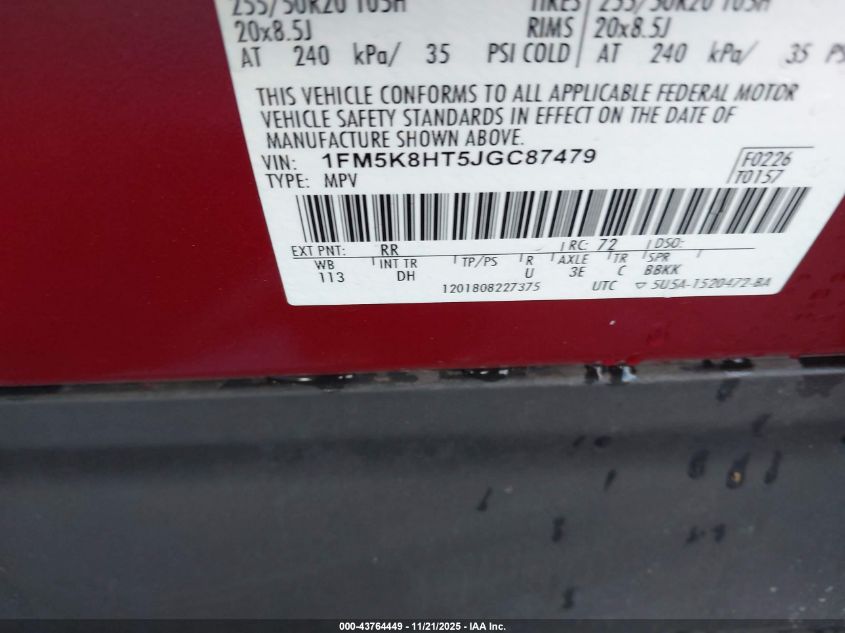 255/50R20 105H TIRES 255/50R20 105H
20x8.5J RIMS 20x8.5J
AT 240 kPa/ 35 PSI COLD AT 240 kPa/ 35 PS
THIS VEHICLE CONFORMS TO ALL APPLICABLE FEDERAL MOTOR
VEHICLE SAFETY STANDARDS IN EFFECT ON THE DATE OF
MANUFACTURE SHOWN ABOVE.
VIN: 1FM5K8HT5JGC87479 F0226
TYPE: MPV T0157
EXT PNT: RR RC: 72 DSO:
WB INT TR TP/PS R AXLE TR SPR
113 DH U 3E C BBKK
1201808227375 UTC ▽ 5U5A-1520472-BA
000-43764449 - 11/21/2025 - IAA Inc.